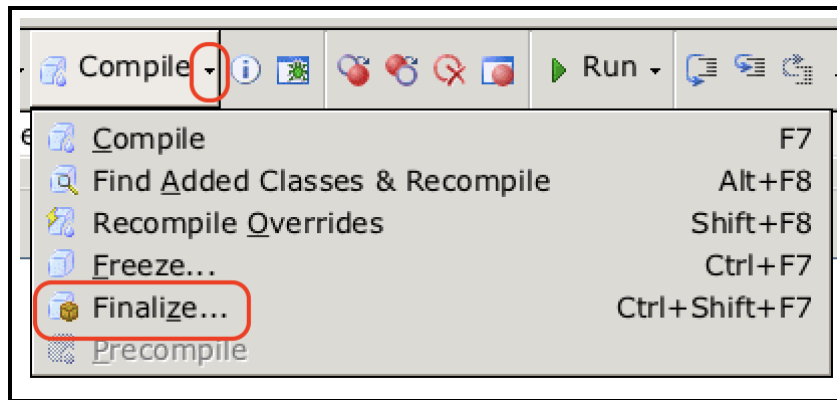 Compile Run
Compile F7
Find Added Classes & Recompile Alt+F8
Recompile Overrides Shift+F8
Freeze... Ctrl+F7
Finalize... Ctrl+Shift+F7
Precompile